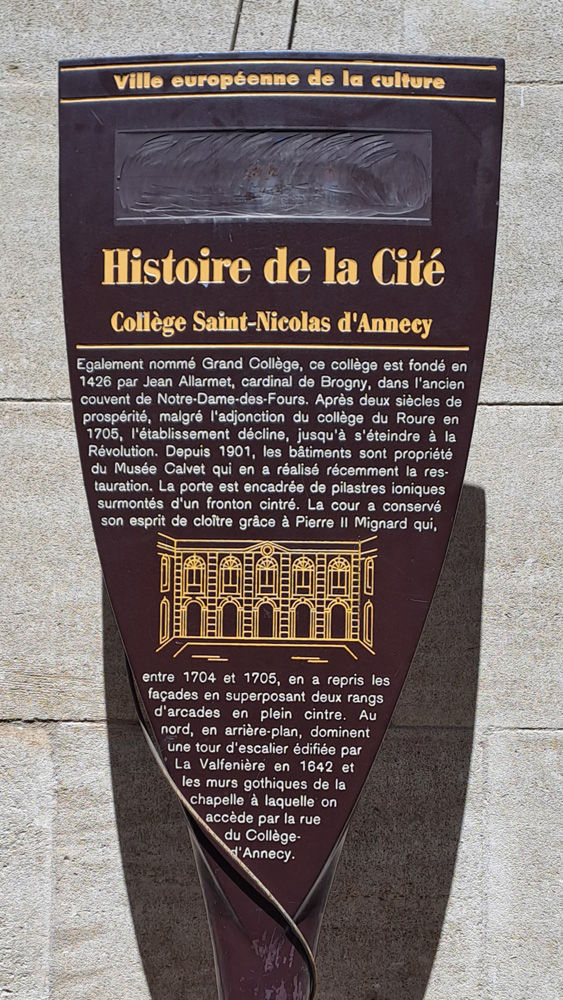 Ville européenne de la culture
Histoire de la Cité
Collège Saint-Nicolas d'Annecy
Egalement nommé Grand Collège, ce collège est fondé en
1426 par Jean Allarmet, cardinal de Brogny, dans l'ancien
couvent de Notre-Dame-des-Fours. Après deux siècles de
prospérité, malgré l'adjonction du collège du Roure en
1705, l'établissement décline, jusqu'à s'éteindre à la
Révolution. Depuis 1901, les bâtiments sont propriété
du Musée Calvet qui en a réalisé récemment la res-
tauration. La porte est encadrée de pilastres ioniques
surmontés d'un fronton cintré. La cour a conservé
son esprit de cloître grâce à Pierre II Mignard qui,
entre 1704 et 1705, en a repris les
façades en superposant deux rangs
d'arcades en plein cintre. Au
nord, en arrière-plan, dominent
une tour d'escalier édifiée par
La Valfenière en 1642 et
les murs gothiques de la
chapelle à laquelle on
accède par la rue
du Collège-
d'Annecy.